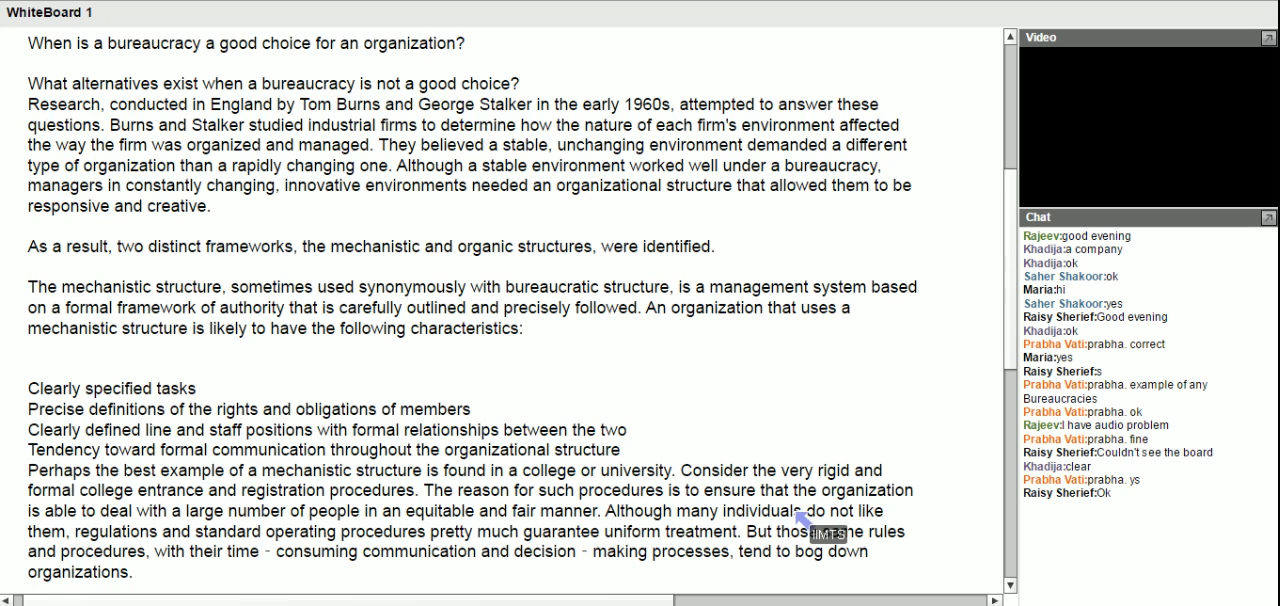 WhiteBoard 1
When is a bureaucracy a good choice for an organization?
What alternatives exist when a bureaucracy is not a good choice?
Research, conducted in England by Tom Burns and George Stalker in the early 1960s, attempted to answer these
questions. Burns and Stalker studied industrial firms to determine how the nature of each firm's environment affected
the way the firm was organized and managed. They believed a stable, unchanging environment demanded a different
type of organization than a rapidly changing one. Although a stable environment worked well under a bureaucracy,
managers in constantly changing, innovative environments needed an organizational structure that allowed them to be
responsive and creative.
As a result, two distinct frameworks, the mechanistic and organic structures, were identified.
The mechanistic structure, sometimes used synonymously with bureaucratic structure, is a management system based
on a formal framework of authority that is carefully outlined and precisely followed. An organization that uses a
mechanistic structure is likely to have the following characteristics:
Clearly specified tasks
Precise definitions of the rights and obligations of members
Clearly defined line and staff positions with formal relationships between the two
Tendency toward formal communication throughout the organizational structure
Perhaps the best example of a mechanistic structure is found in a college or university. Consider the very rigid and
formal college entrance and registration procedures. The reason for such procedures is to ensure that the organization
is able to deal with a large number of people in an equitable and fair manner. Although many individuals do not like
them, regulations and standard operating procedures pretty much guarantee uniform treatment. But rules
and procedures, with their time - consuming communication and decision - making processes, tend to bog down
organizations.
IIMTS
Video
Chat
Rajeev:good evening
Khadija:a company
Khadija:ok
Saher Shakoor:ok
Maria:hi
Saher Shakoor:yes
Raisy Sherief:Good evening
Khadija:ok
Prabha Vati:prabha. correct
Maria:yes
Raisy Sherief:s
Prabha Vati:prabha. example of any
Bureaucracies
Prabha Vati:prabha. ok
Rajeev:I have audio problem
Prabha Vati:prabha. fine
Raisy Sherief:Couldn't see the board
Khadija:clear
Prabha Vati:prabha. ys
Raisy Sherief:Ok